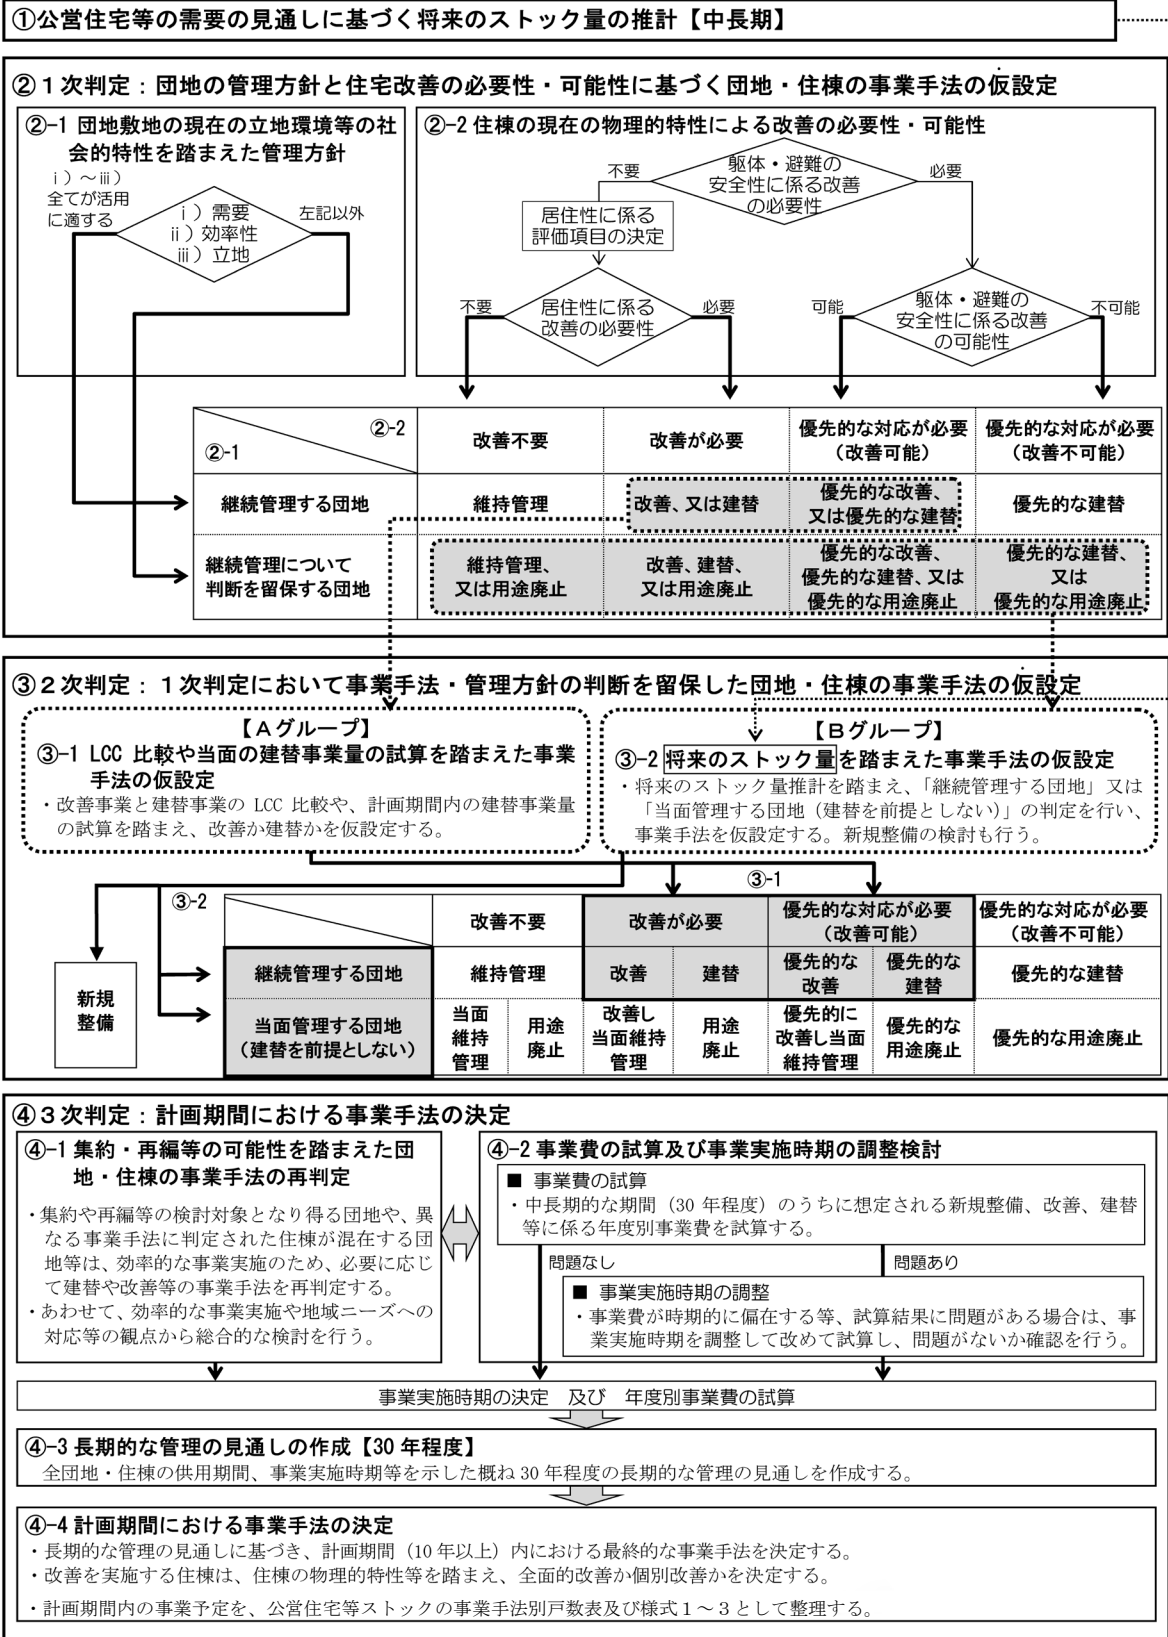 ①公営住宅等の需要の見通しに基づく将来のストック量の推計【中長期】
②１次判定：団地の管理方針と住宅改善の必要性・可能性に基づく団地・住棟の事業手法の仮設定
②-1 団地敷地の現在の立地環境等の社
会的特性を踏まえた管理方針
ⅰ）～ⅲ）
全てが活用
に適する
ⅰ）需要
ⅱ）効率性
ⅲ）立地
左記以外
②-2 住棟の現在の物理的特性による改善の必要性・可能性
不要
躯体・避難の
安全性に係る改善
の必要性
必要
居住性に係る
評価項目の決定
不要
居住性に係る
改善の必要性
必要
可能
躯体・避難の
安全性に係る改善
の可能性
不可能
②-2
②-1
改善不要
改善が必要
優先的な対応が必要
（改善可能）
優先的な対応が必要
（改善不可能）
継続管理する団地
維持管理
改善、又は建替
優先的な改善、
又は優先的な建替
優先的な建替
継続管理について
判断を留保する団地
維持管理、
又は用途廃止
改善、建替、
又は用途廃止
優先的な改善、
優先的な建替、又は
優先的な用途廃止
優先的な建替、
又は
優先的な用途廃止
③２次判定：１次判定において事業手法・管理方針の判断を留保した団地・住棟の事業手法の仮設定
【Ａグループ】
③-1 LCC 比較や当面の建替事業量の試算を踏まえた事業
手法の仮設定
・改善事業と建替事業の LCC 比較や、計画期間内の建替事業量
の試算を踏まえ、改善か建替かを仮設定する。
【Ｂグループ】
③-2 将来のストック量を踏まえた事業手法の仮設定
・将来のストック量推計を踏まえ、「継続管理する団地」又は
「当面管理する団地（建替を前提としない）」の判定を行い、
事業手法を仮設定する。新規整備の検討も行う。
③-1
③-2
改善不要
改善が必要
優先的な対応が必要
（改善可能）
優先的な対応が必要
（改善不可能）
新規
整備
継続管理する団地
維持管理
改善
建替
優先的な
改善
優先的な
建替
優先的な建替
当面管理する団地
（建替を前提としない）
当面
維持
管理
用途
廃止
改善し
当面維持
管理
用途
廃止
優先的に
改善し当面
維持管理
優先的な
用途廃止
優先的な用途廃止
④３次判定：計画期間における事業手法の決定
④-1 集約・再編等の可能性を踏まえた団
地・住棟の事業手法の再判定
・集約や再編等の検討対象となり得る団地や、異
なる事業手法に判定された住棟が混在する団
地等は、効率的な事業実施のため、必要に応じ
て建替や改善等の事業手法を再判定する。
・あわせて、効率的な事業実施や地域ニーズへの
対応等の観点から総合的な検討を行う。
④-2 事業費の試算及び事業実施時期の調整検討
■ 事業費の試算
・中長期的な期間（30 年程度）のうちに想定される新規整備、改善、建替
等に係る年度別事業費を試算する。
問題なし
問題あり
■ 事業実施時期の調整
・事業費が時期的に偏在する等、試算結果に問題がある場合は、事
業実施時期を調整して改めて試算し、問題がないか確認を行う。
事業実施時期の決定　及び　年度別事業費の試算
④-3 長期的な管理の見通しの作成【30 年程度】
全団地・住棟の供用期間、事業実施時期等を示した概ね 30 年程度の長期的な管理の見通しを作成する。
④-4 計画期間における事業手法の決定
・長期的な管理の見通しに基づき、計画期間（10 年以上）内における最終的な事業手法を決定する。
・改善を実施する住棟は、住棟の物理的特性等を踏まえ、全面的改善か個別改善かを決定する。
・計画期間内の事業予定を、公営住宅等ストックの事業手法別戸数表及び様式１～３として整理する。